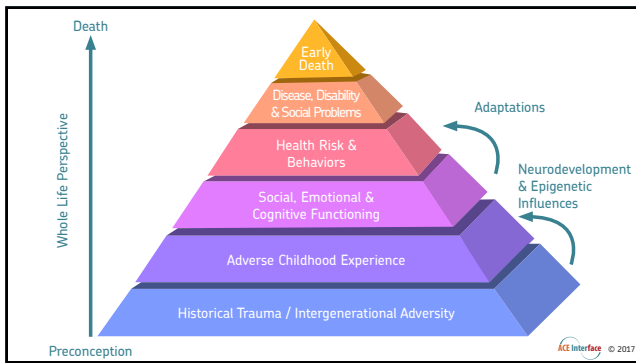 Death
Early
Death
Disease, Disability
& Social Problems
Adaptations
Health Risk &
Behaviors
Neurodevelopment
& Epigenetic
Influences
Whole Life Perspective
Social, Emotional &
Cognitive Functioning
Adverse Childhood Experience
Historical Trauma / Intergenerational Adversity
Preconception
ACE Interface © 2017